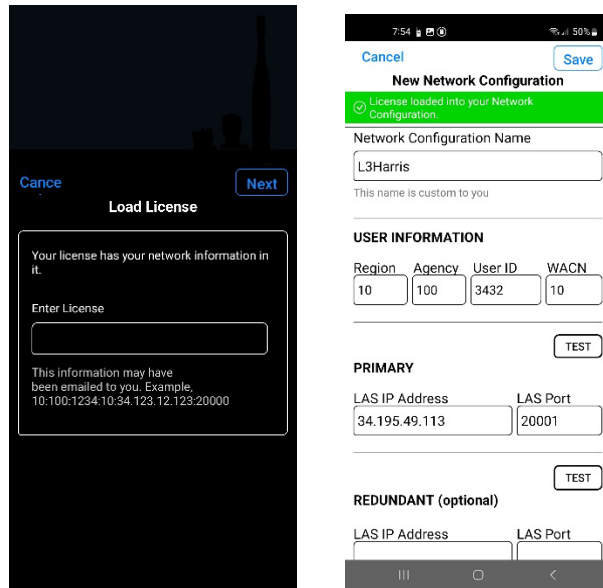 Cance
Next
Load License
Your license has your network information in
it.
Enter License
This information may have
been emailed to you. Example,
10:100:1234:10:34.123.12.123:20000
7:54
50%
Cancel
Save
New Network Configuration
License loaded into your Network
Configuration.
Network Configuration Name
L3Harris
This name is custom to you
USER INFORMATION
Region Agency User ID WACN
10 100 3432 10
TEST
PRIMARY
LAS IP Address LAS Port
34.195.49.113 20001
TEST
REDUNDANT (optional)
LAS IP Address LAS Port